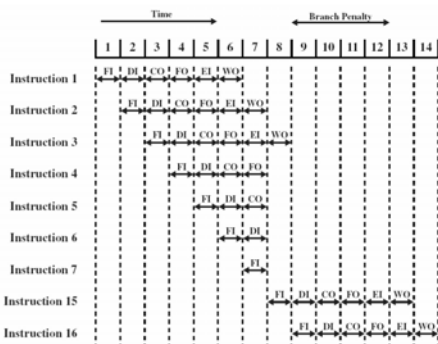 Time Branch Penalty
1 2 3 4 5 6 7 8 9 10 11 12 13 14
Instruction 1 FI DI CO FO EI WO
Instruction 2 FI DI CO FO EI WO
Instruction 3 FI DI CO FO EI WO
Instruction 4 FI DI CO FO
Instruction 5 FI DI CO
Instruction 6 FI DI
Instruction 7 FI
Instruction 15 FI DI CO FO EI WO
Instruction 16 FI DI CO FO EI WO